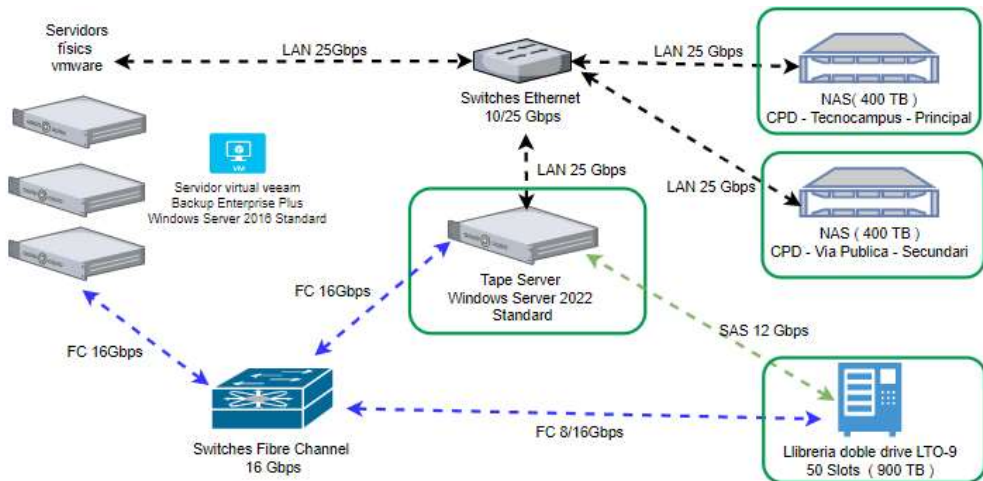 Servidors
físics
vmware
LAN 25Gbps
Switches Ethernet
10/25 Gbps
LAN 25 Gbps
NAS( 400 TB )
CPD - Tecnocampus - Principal
LAN 25 Gbps
NAS ( 400 TB )
CPD - Via Publica - Secundari
VM
Servidor virtual veeam
Backup Enterprise Plus
Windows Server 2016 Standard
LAN 25 Gbps
Tape Server
Windows Server 2022
Standard
FC 16Gbps
FC 16Gbps
SAS 12 Gbps
Switches Fibre Channel
16 Gbps
FC 8/16Gbps
Llibreria doble drive LTO-9
50 Slots ( 900 TB )